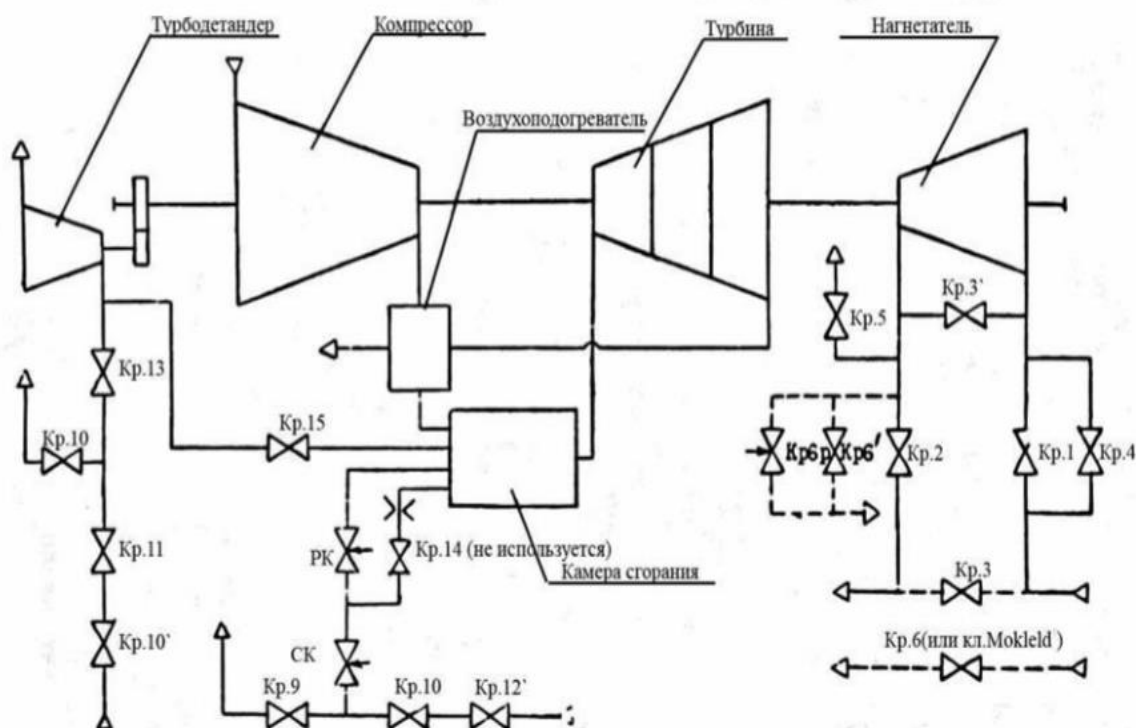 Турбодетандер
Компрессор
Турбина
Нагнетатель
Воздухоподогреватель
Кр.3`
Кр.5
Кр.13
Кр.10
Кр.15
Кр6р
Кр6'
Кр.2
Кр.1
Кр.4
Кр.11
РК
Кр.14 (не используется)
Камера сгорания
Кр.3
Кр.10`
СК
Кр.6(или кл.Mokleld )
Кр.9
Кр.10
Кр.12`